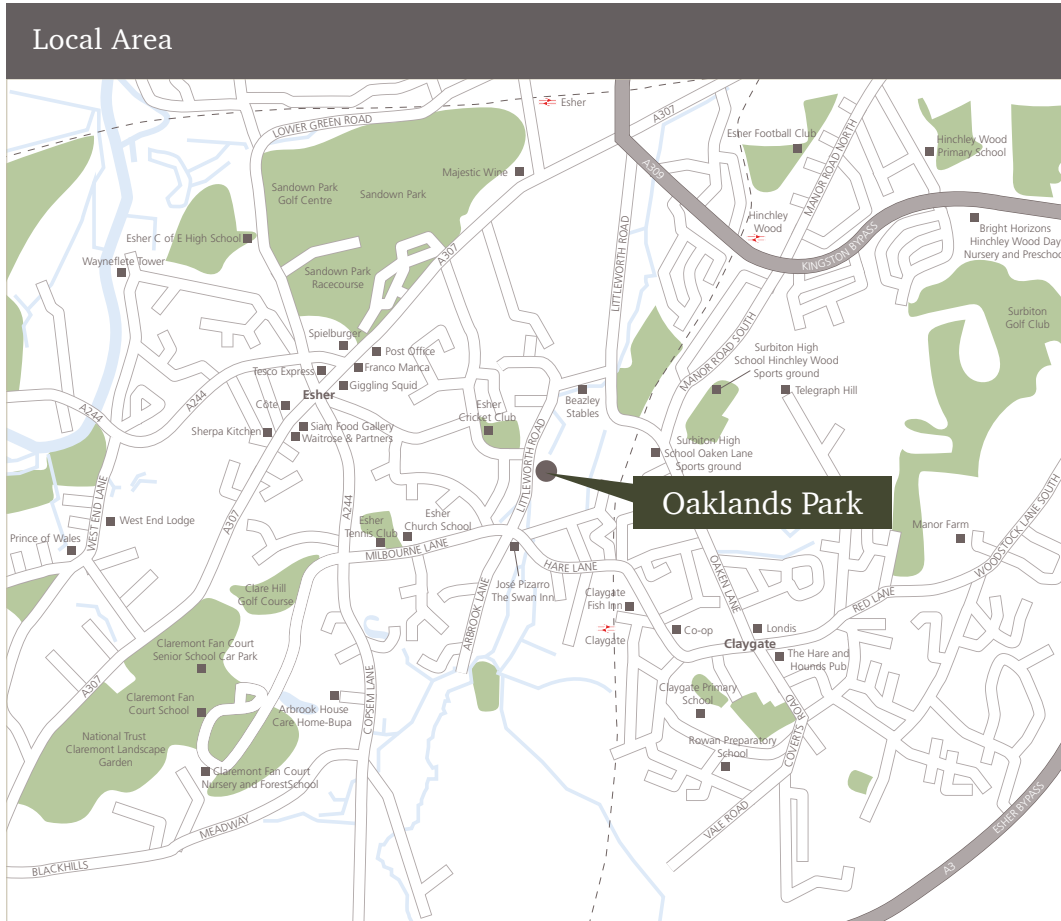 Local Area
Esher
A307
LOWER GREEN ROAD
Esher Football Club
Hinchley Wood
Primary School
Majestic Wine
A309
MANOR ROAD NORTH
Sandown Park
Golf Centre
Sandown Park
Hinchley
Wood
Bright Horizons
Hinchley Wood Day
Nursery and Preschoo
Esher C of E High School
KINGSTON BYPASS
Wayneflete Tower
A307
LITTLEWORTH ROAD
Sandown Park
Racecourse
Surbiton
Golf Club
Spielburger
Post Office
MANOR ROAD SOUTH
Surbiton High
School Hinchley Wood
Sports ground
Tesco Express
Franco Manca
Giggling Squid
Telegraph Hill
Esher
A244
A244
Côte
Esher
Cricket Club
Beazley
Stables
Siam Food Gallery
Sherpa Kitchen
Waitrose & Partners
LITTLEWORTH ROAD
Surbiton High
School Oaken Lane
Sports ground
Oaklands Park
WEST END LANE
A307
A244
West End Lodge
Esher
Tennis Club
Esher
Church School
Manor Farm
WOODSTOCK LANE SOUTH
Prince of Wales
MILBOURNE LANE
HARE LANE
OAKEN LANE
José Pizarro
The Swan Inn
Clare Hill
Golf Course
Claygate
Fish Inn
RED LANE
ARBROOK LANE
Claygate
Co-op
Londis
Claygate
Claremont Fan Court
Senior School Car Park
The Hare and
Hounds Pub
A307
Claremont Fan
Court School
Arbrook House
Care Home-Bupa
COPSEM LANE
Claygate Primary
School
COVERTS ROAD
National Trust
Claremont Landscape
Garden
Rowan Preparatory
School
Claremont Fan Court
Nursery and ForestSchool
MEADWAY
VALE ROAD
ESHER BYPASS
BLACKHILLS
A3